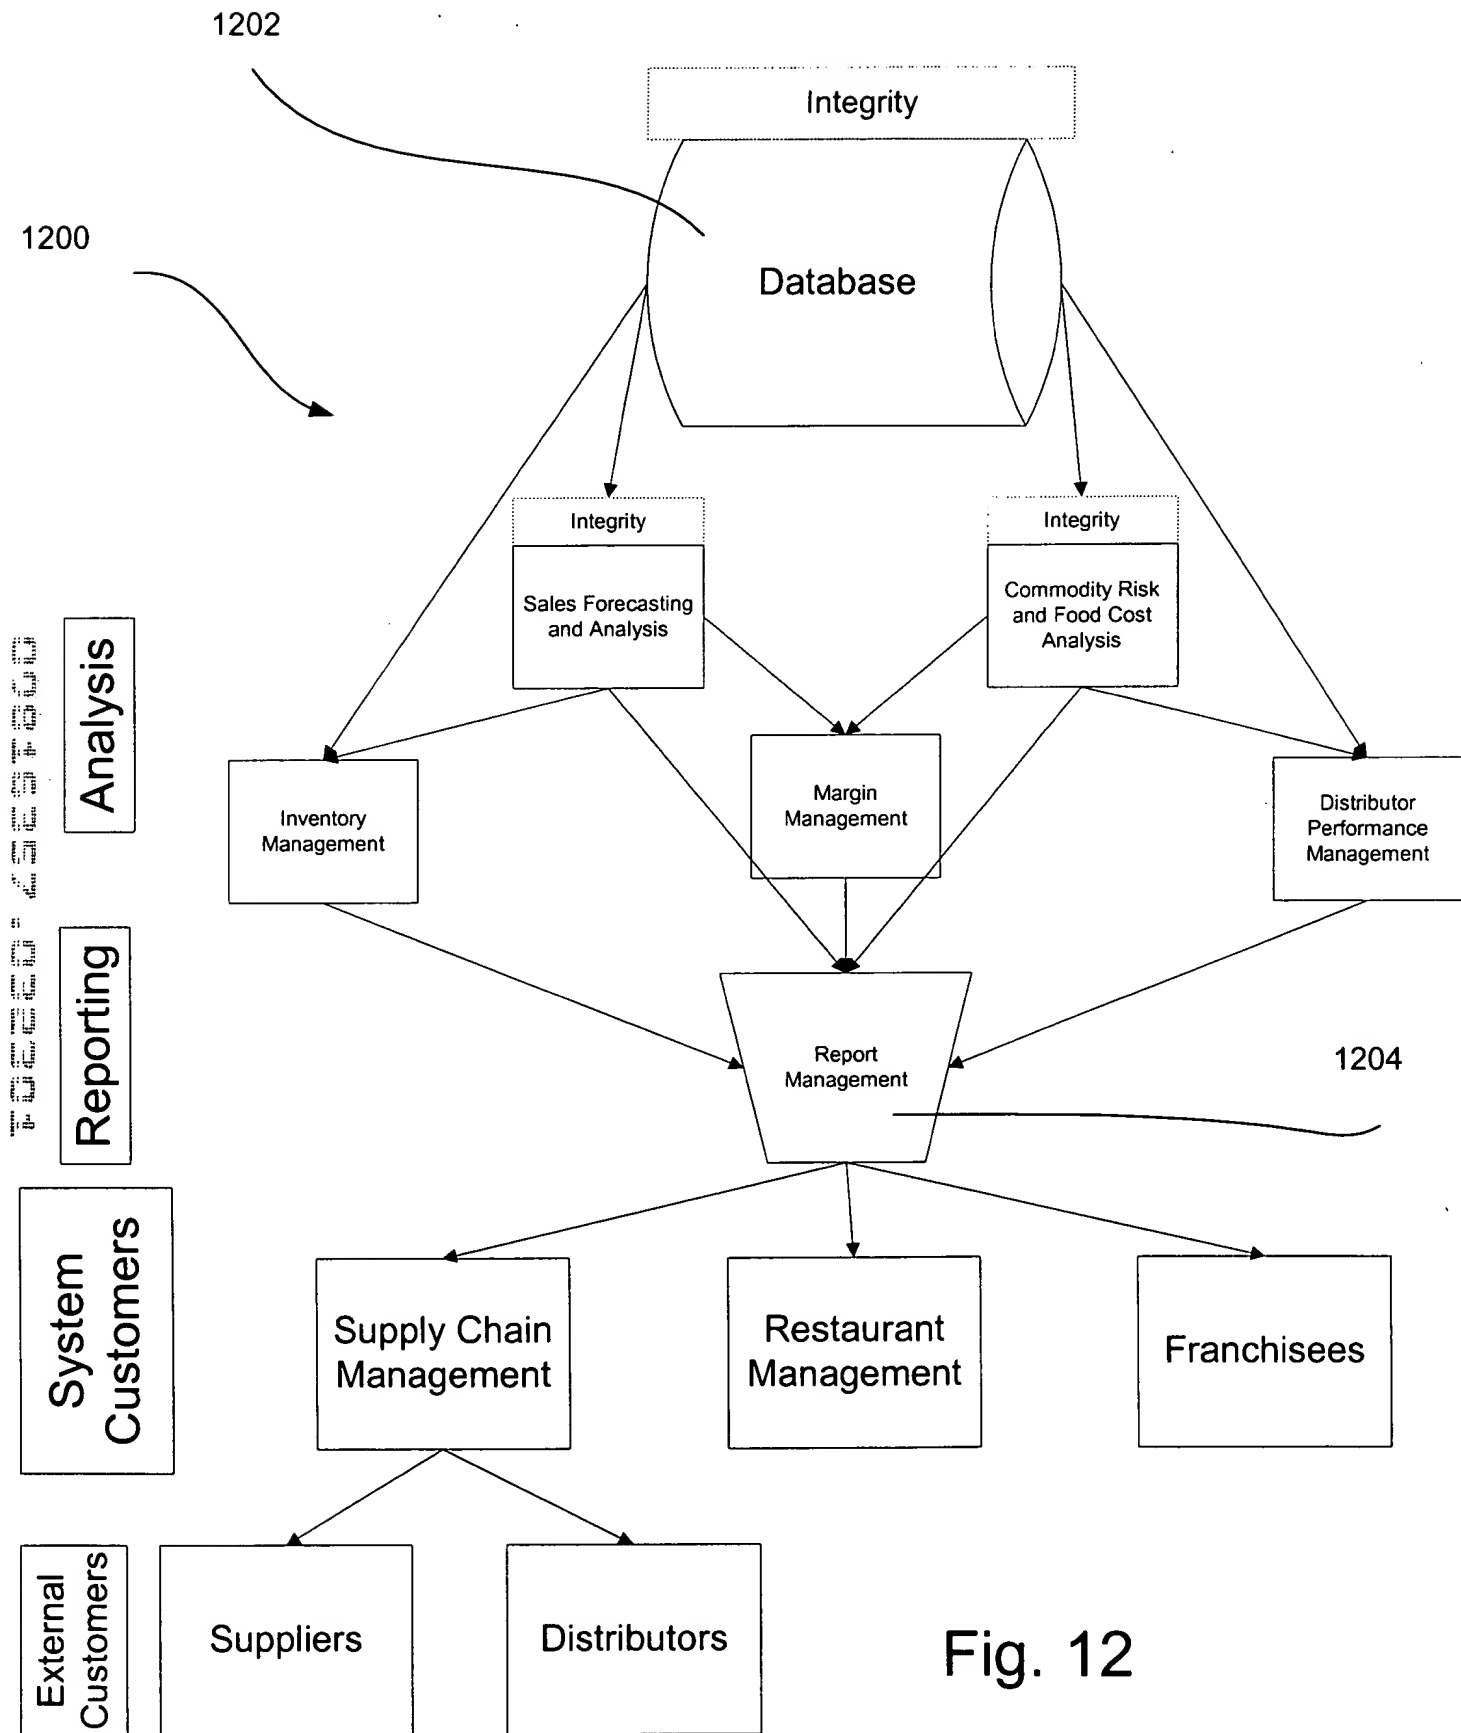 1202
Integrity
1200
Database
Integrity
Integrity
Sales Forecasting
and Analysis
Commodity Risk
and Food Cost
Analysis
Analysis
Inventory
Management
Margin
Management
Distributor
Performance
Management
Reporting
Report
Management
1204
System
Customers
Supply Chain
Management
Restaurant
Management
Franchisees
External
Customers
Suppliers
Distributors
Fig. 12